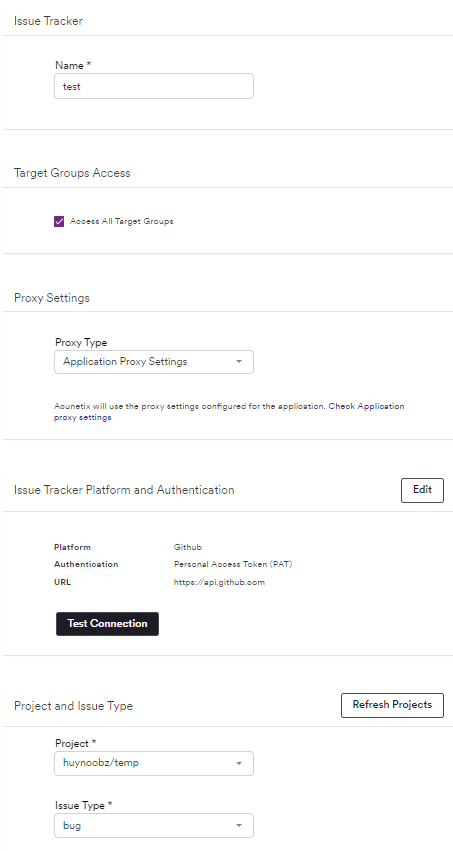 Issue Tracker
Name *
test
Target Groups Access
Access All Target Groups
Proxy Settings
Proxy Type
Application Proxy Settings
Acunetix will use the proxy settings configured for the application. Check Application
proxy settings
Issue Tracker Platform and Authentication
Edit
Platform Github
Authentication Personal Access Token (PAT)
URL https://api.github.com
Test Connection
Project and Issue Type
Refresh Projects
Project *
huynoobz/temp
Issue Type *
bug